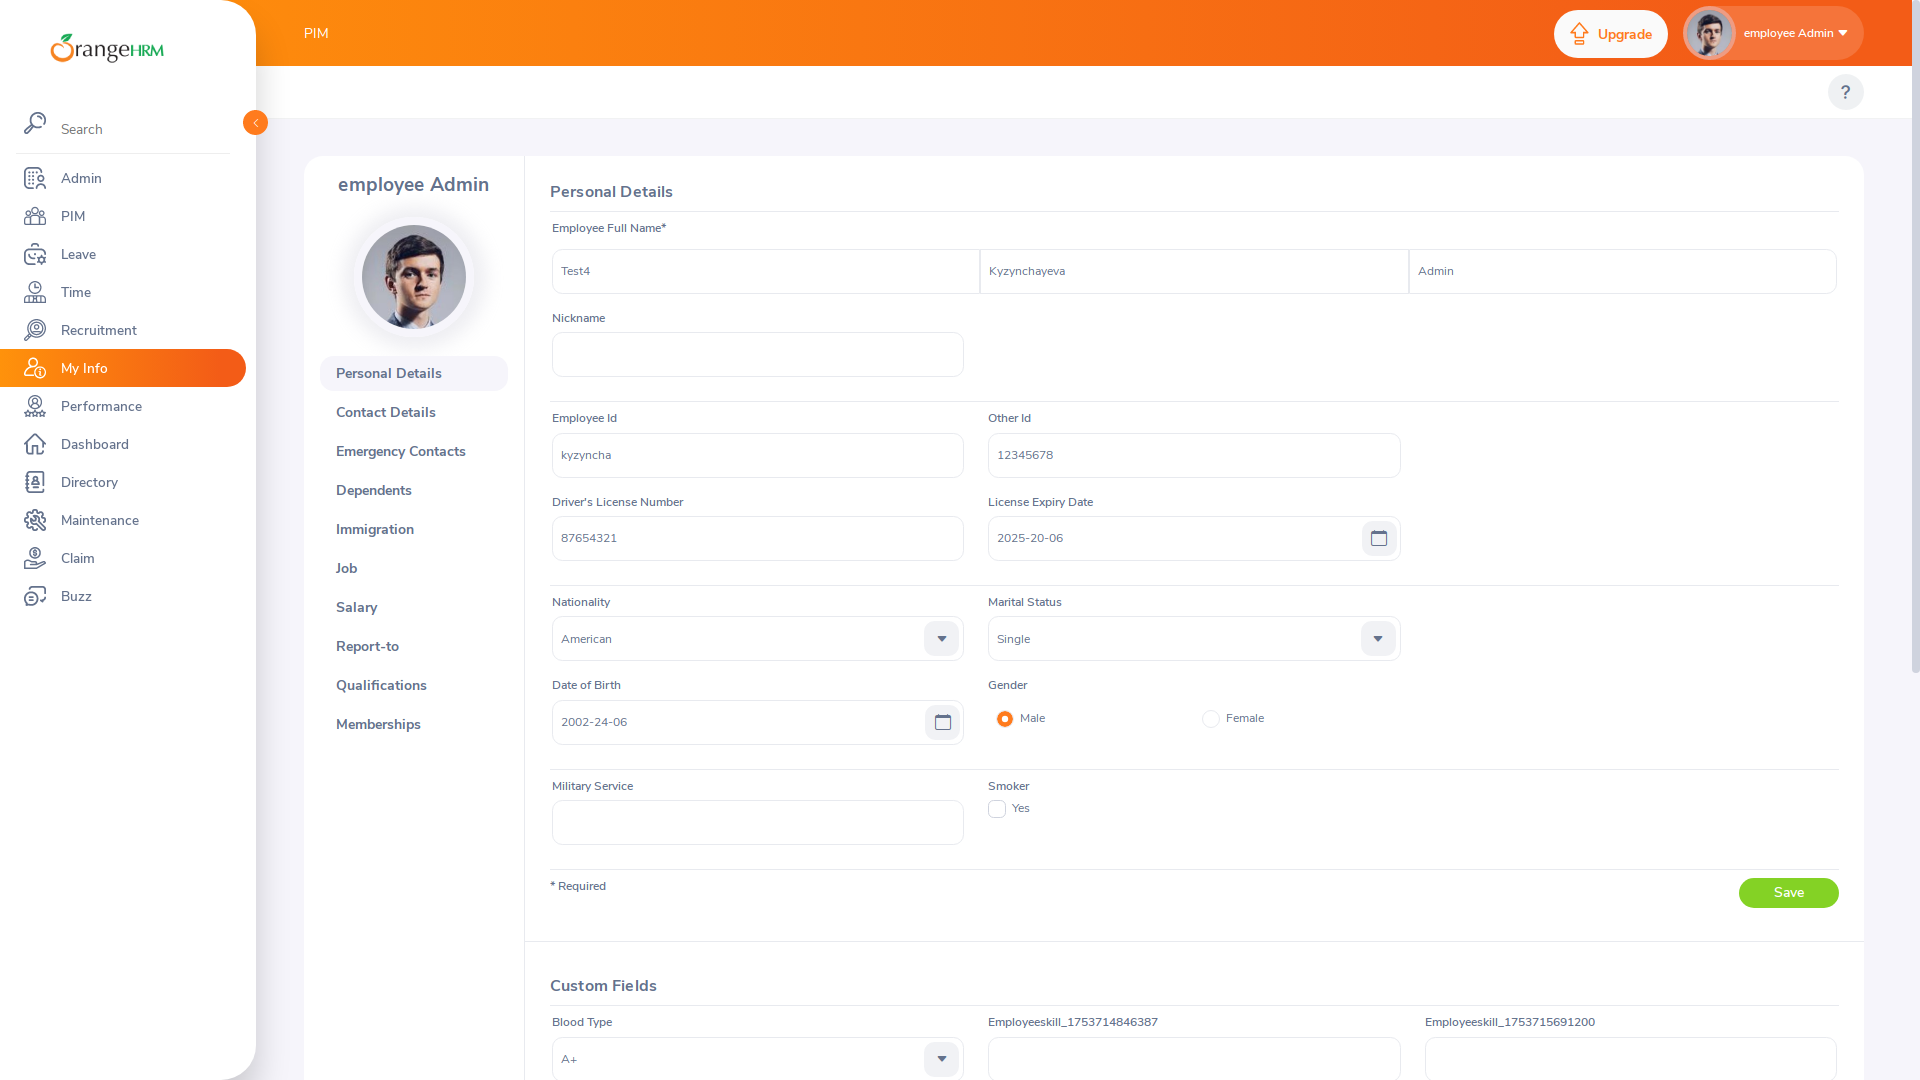 OrangeHRM
Search
Admin
PIM
Leave
Time
Recruitment
My Info
Performance
Dashboard
Directory
Maintenance
Claim
Buzz
PIM
Upgrade
employee Admin
?
employee Admin
Personal Details
Contact Details
Emergency Contacts
Dependents
Immigration
Job
Salary
Report-to
Qualifications
Memberships
Personal Details
Employee Full Name*
Test4 Kyzynchayeva Admin
Nickname
Employee Id Other Id
kyzyncha 12345678
Driver's License Number License Expiry Date
87654321 2025-20-06
Nationality Marital Status
American Single
Date of Birth Gender
2002-24-06 Male Female
Military Service Smoker
Yes
* Required
Save
Custom Fields
Blood Type Employeeskill_1753714846387 Employeeskill_1753715691200
A+